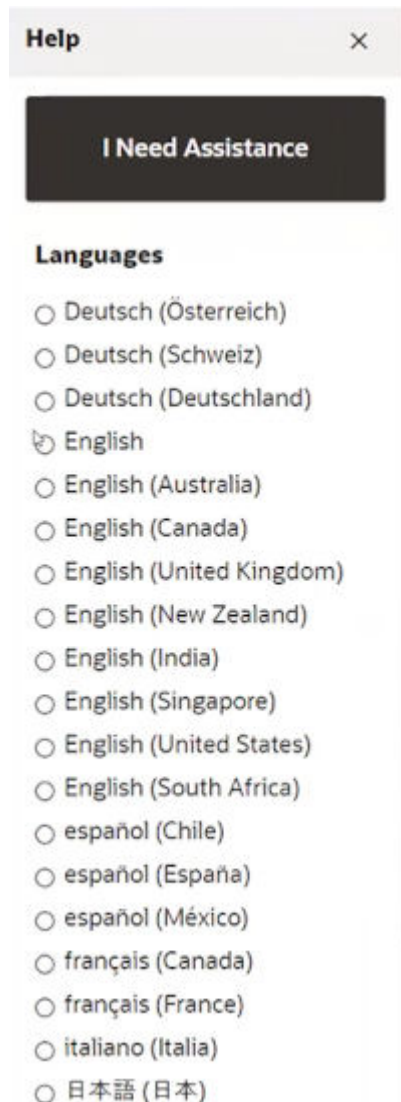 Help
I Need Assistance
Languages
Deutsch (Österreich)
Deutsch (Schweiz)
Deutsch (Deutschland)
English
English (Australia)
English (Canada)
English (United Kingdom)
English (New Zealand)
English (India)
English (Singapore)
English (United States)
English (South Africa)
español (Chile)
español (España)
español (México)
français (Canada)
français (France)
italiano (Italia)
日本語 (日本)